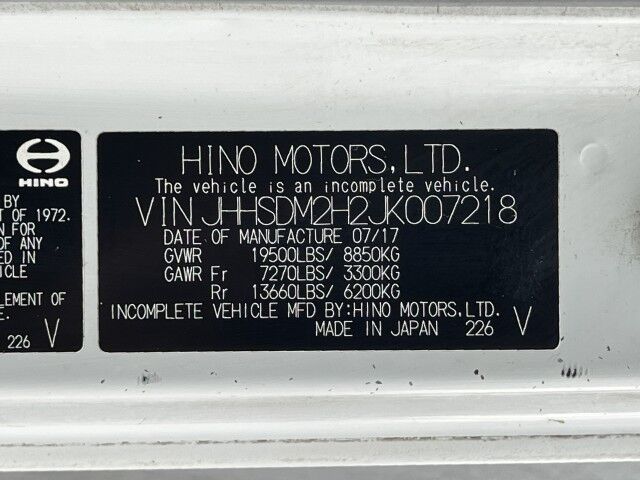 HINO
BY
T OF 1972.
ON FOR
S OF ANY
ED IN
HICLE
LEMENT OF
E.
226 V
HINO MOTORS,LTD.
The vehicle is an incomplete vehicle.
VIN JHHSDM2H2JK007218
DATE OF MANUFACTURE 07/17
GVWR 19500LBS/ 8850KG
GAWR Fr 7270LBS/ 3300KG
Rr 13660LBS/ 6200KG
INCOMPLETE VEHICLE MFD BY:HINO MOTORS,LTD.
MADE IN JAPAN 226 V